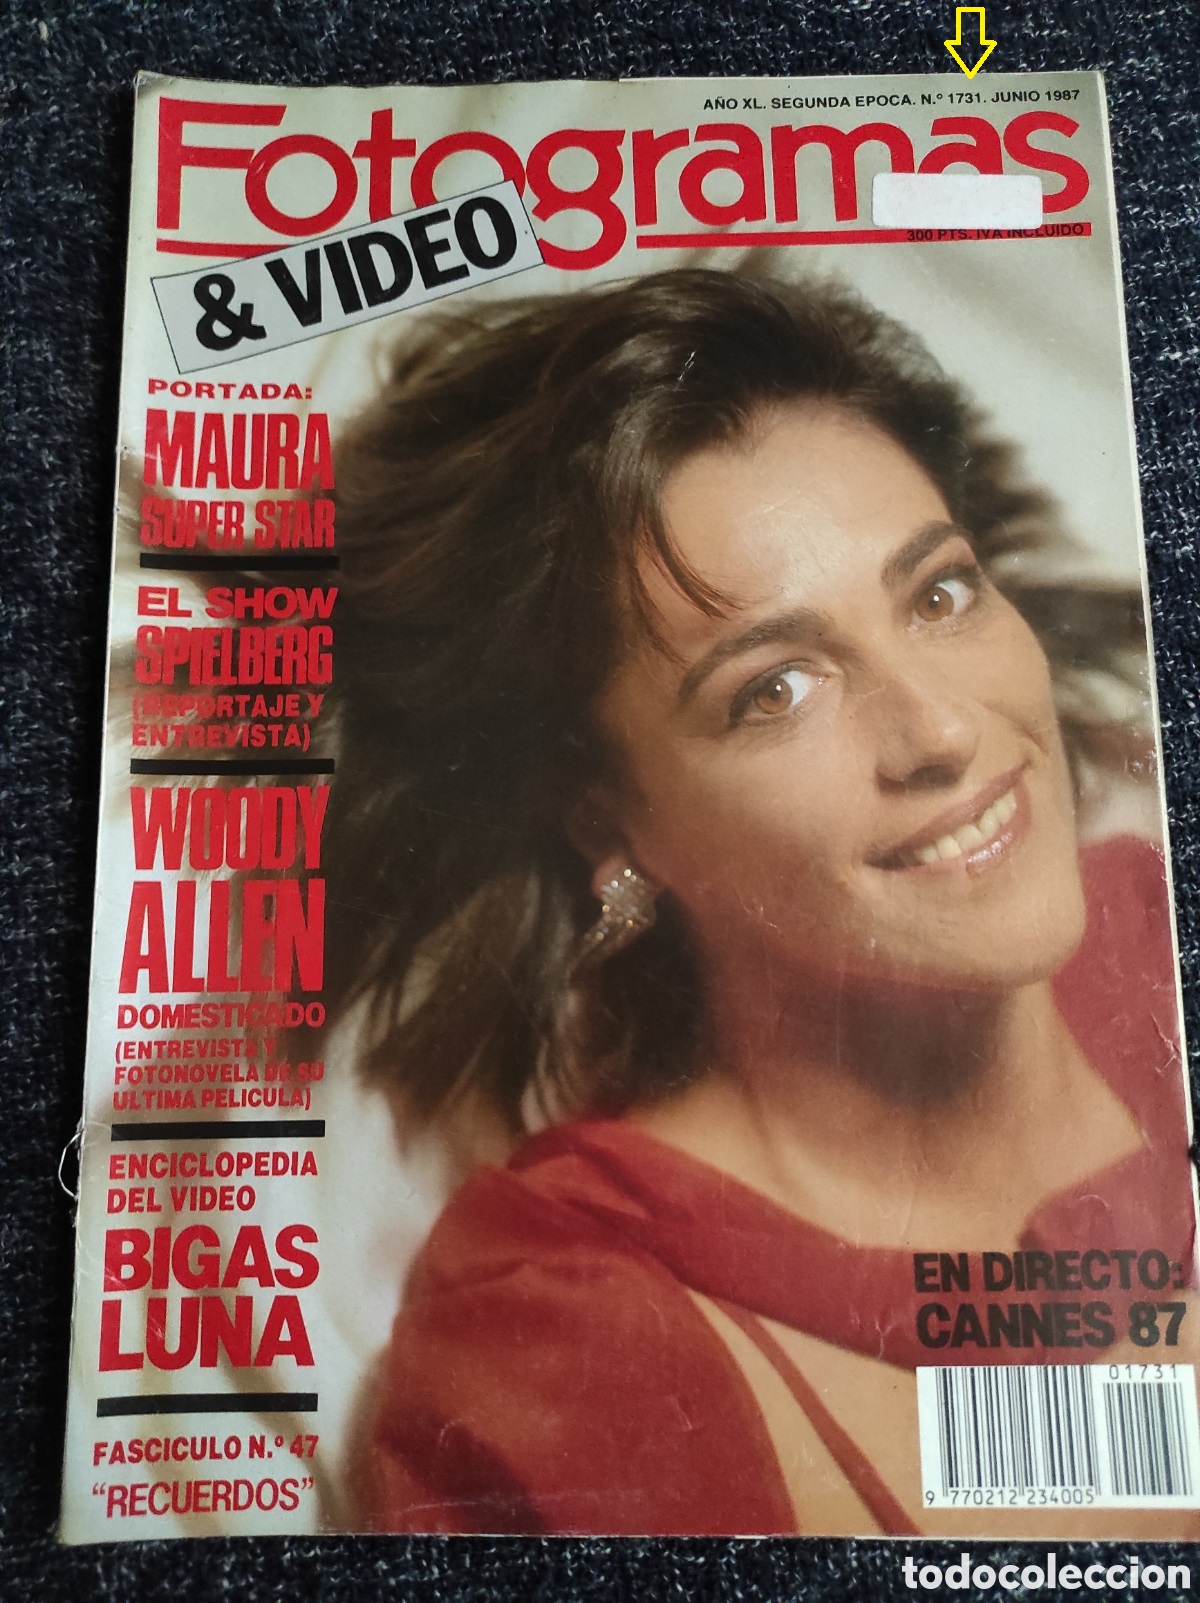 AÑO XL. SEGUNDA EPOCA. N.º 1731. JUNIO 1987
Fotogramas
& VIDEO
300 PTS. IVA INCLUIDO
PORTADA:
MAURA
SUPER STAR
EL SHOW
SPIELBERG
(REPORTAJE Y
ENTREVISTA)
WOODY
ALLEN
DOMESTICADO
(ENTREVISTA Y
FOTONOVELA DE SU
ULTIMA PELICULA)
ENCICLOPEDIA
DEL VIDEO
BIGAS
LUNA
FASCICULO N.º 47
"RECUERDOS"
EN DIRECTO:
CANNES 87
01731
9 770212 234005
todocoleccion